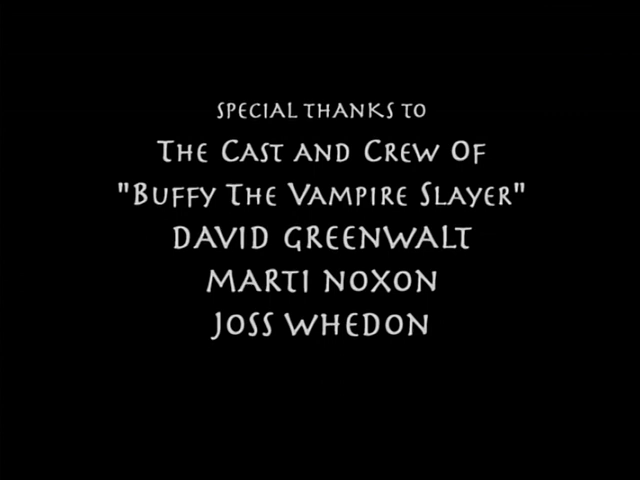 SPECIAL THANKS TO
THE CAST AND CREW OF
"BUFFY THE VAMPIRE SLAYER"
DAVID GREENWALT
MARTI NOXON
JOSS WHEDON